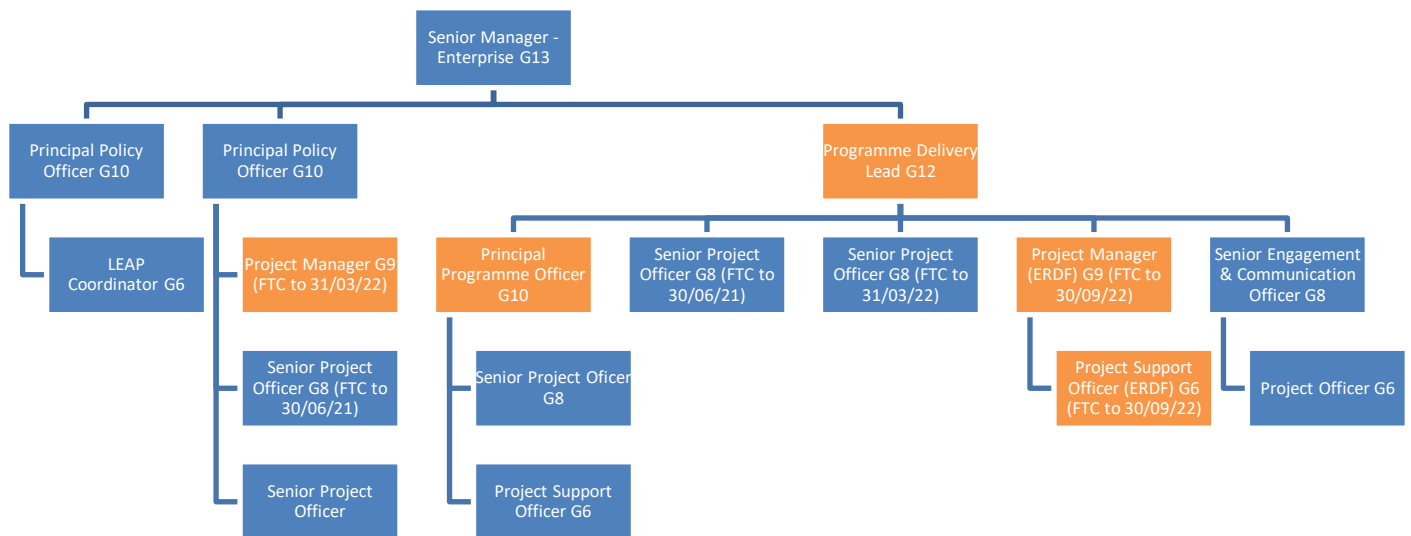 Senior Manager -
Enterprise G13
Principal Policy
Officer G10
Principal Policy
Officer G10
Programme Delivery
Lead G12
LEAP
Coordinator G6
Project Manager G9
(FTC to 31/03/22)
Principal
Programme Officer
G10
Senior Project
Officer G8 (FTC to
30/06/21)
Senior Project
Officer G8 (FTC to
31/03/22)
Project Manager
(ERDF) G9 (FTC to
30/09/22)
Senior Engagement
& Communication
Officer G8
Senior Project
Officer G8 (FTC to
30/06/21)
Senior Project Oficer
G8
Project Support
Officer (ERDF) G6
(FTC to 30/09/22)
Project Officer G6
Senior Project
Officer
Project Support
Officer G6